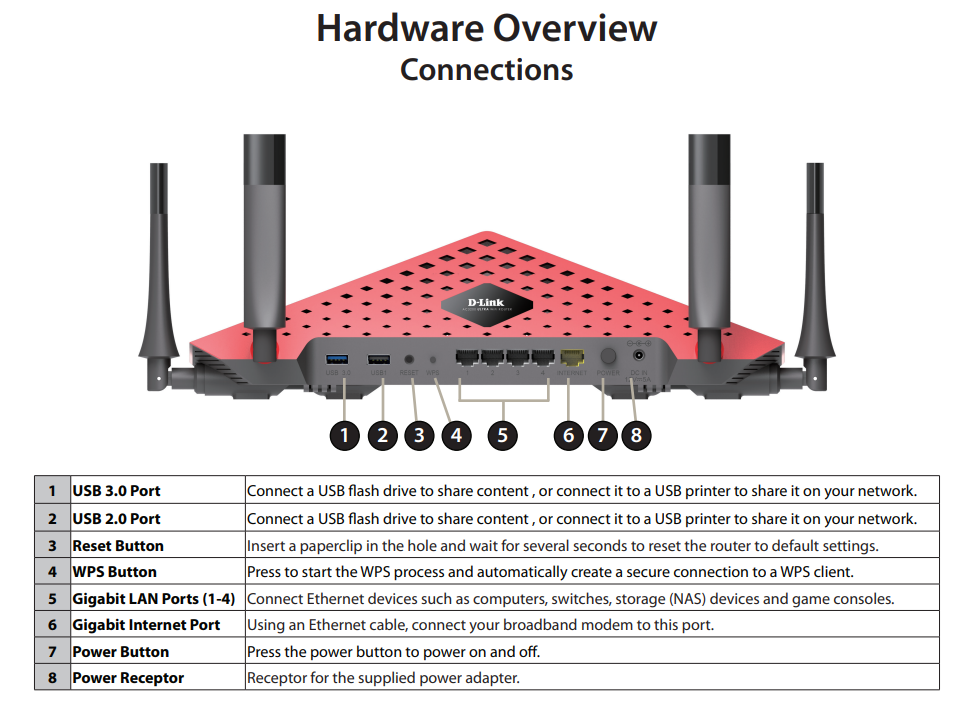 Hardware Overview
Connections
D-Link
USB 3.0 USB1 RESET WPS 1 2 3 4 INTERNET POWER DC IN
1 2 3 4 5 6 7 8
1 USB 3.0 Port Connect a USB flash drive to share content , or connect it to a USB printer to share it on your network.
2 USB 2.0 Port Connect a USB flash drive to share content , or connect it to a USB printer to share it on your network.
3 Reset Button Insert a paperclip in the hole and wait for several seconds to reset the router to default settings.
4 WPS Button Press to start the WPS process and automatically create a secure connection to a WPS client.
5 Gigabit LAN Ports (1-4) Connect Ethernet devices such as computers, switches, storage (NAS) devices and game consoles.
6 Gigabit Internet Port Using an Ethernet cable, connect your broadband modem to this port.
7 Power Button Press the power button to power on and off.
8 Power Receptor Receptor for the supplied power adapter.